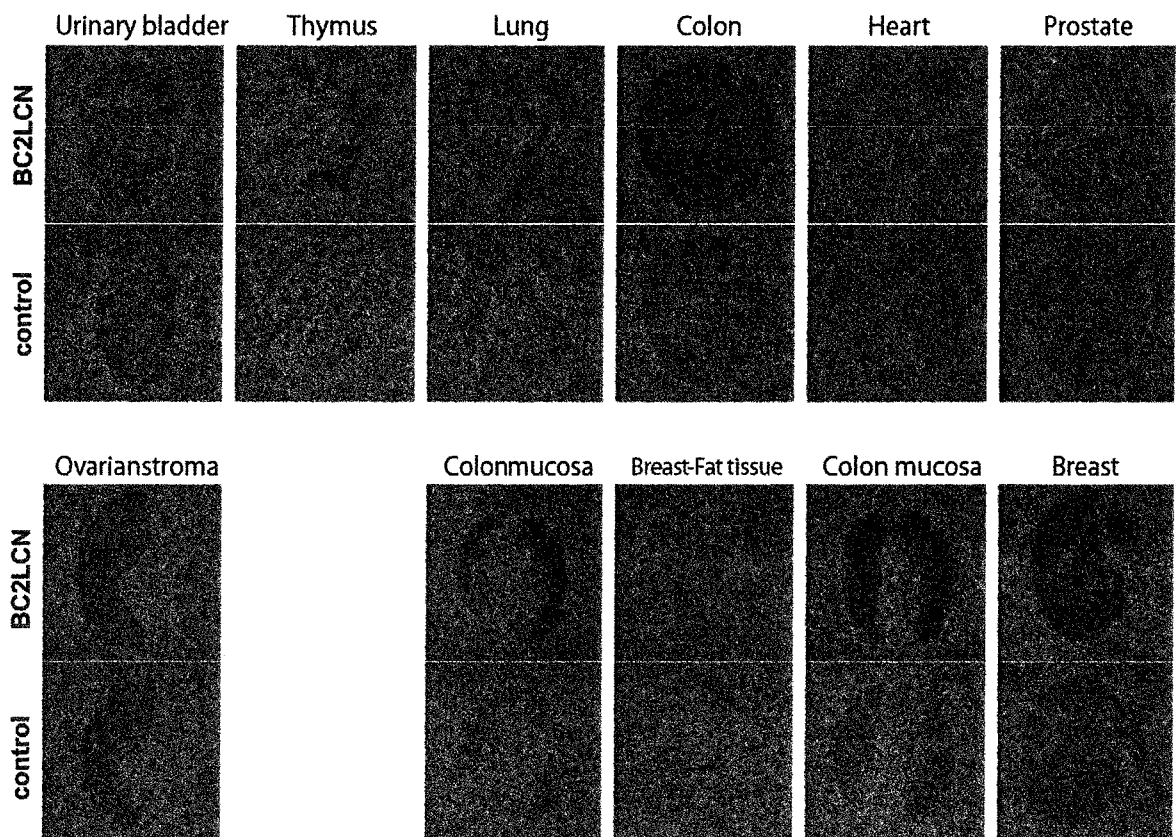 Urinary bladder Thymus Lung Colon Heart Prostate
BC2LCN
control
Ovarianstroma Colonmucosa Breast-Fat tissue Colon mucosa Breast
BC2LCN
control